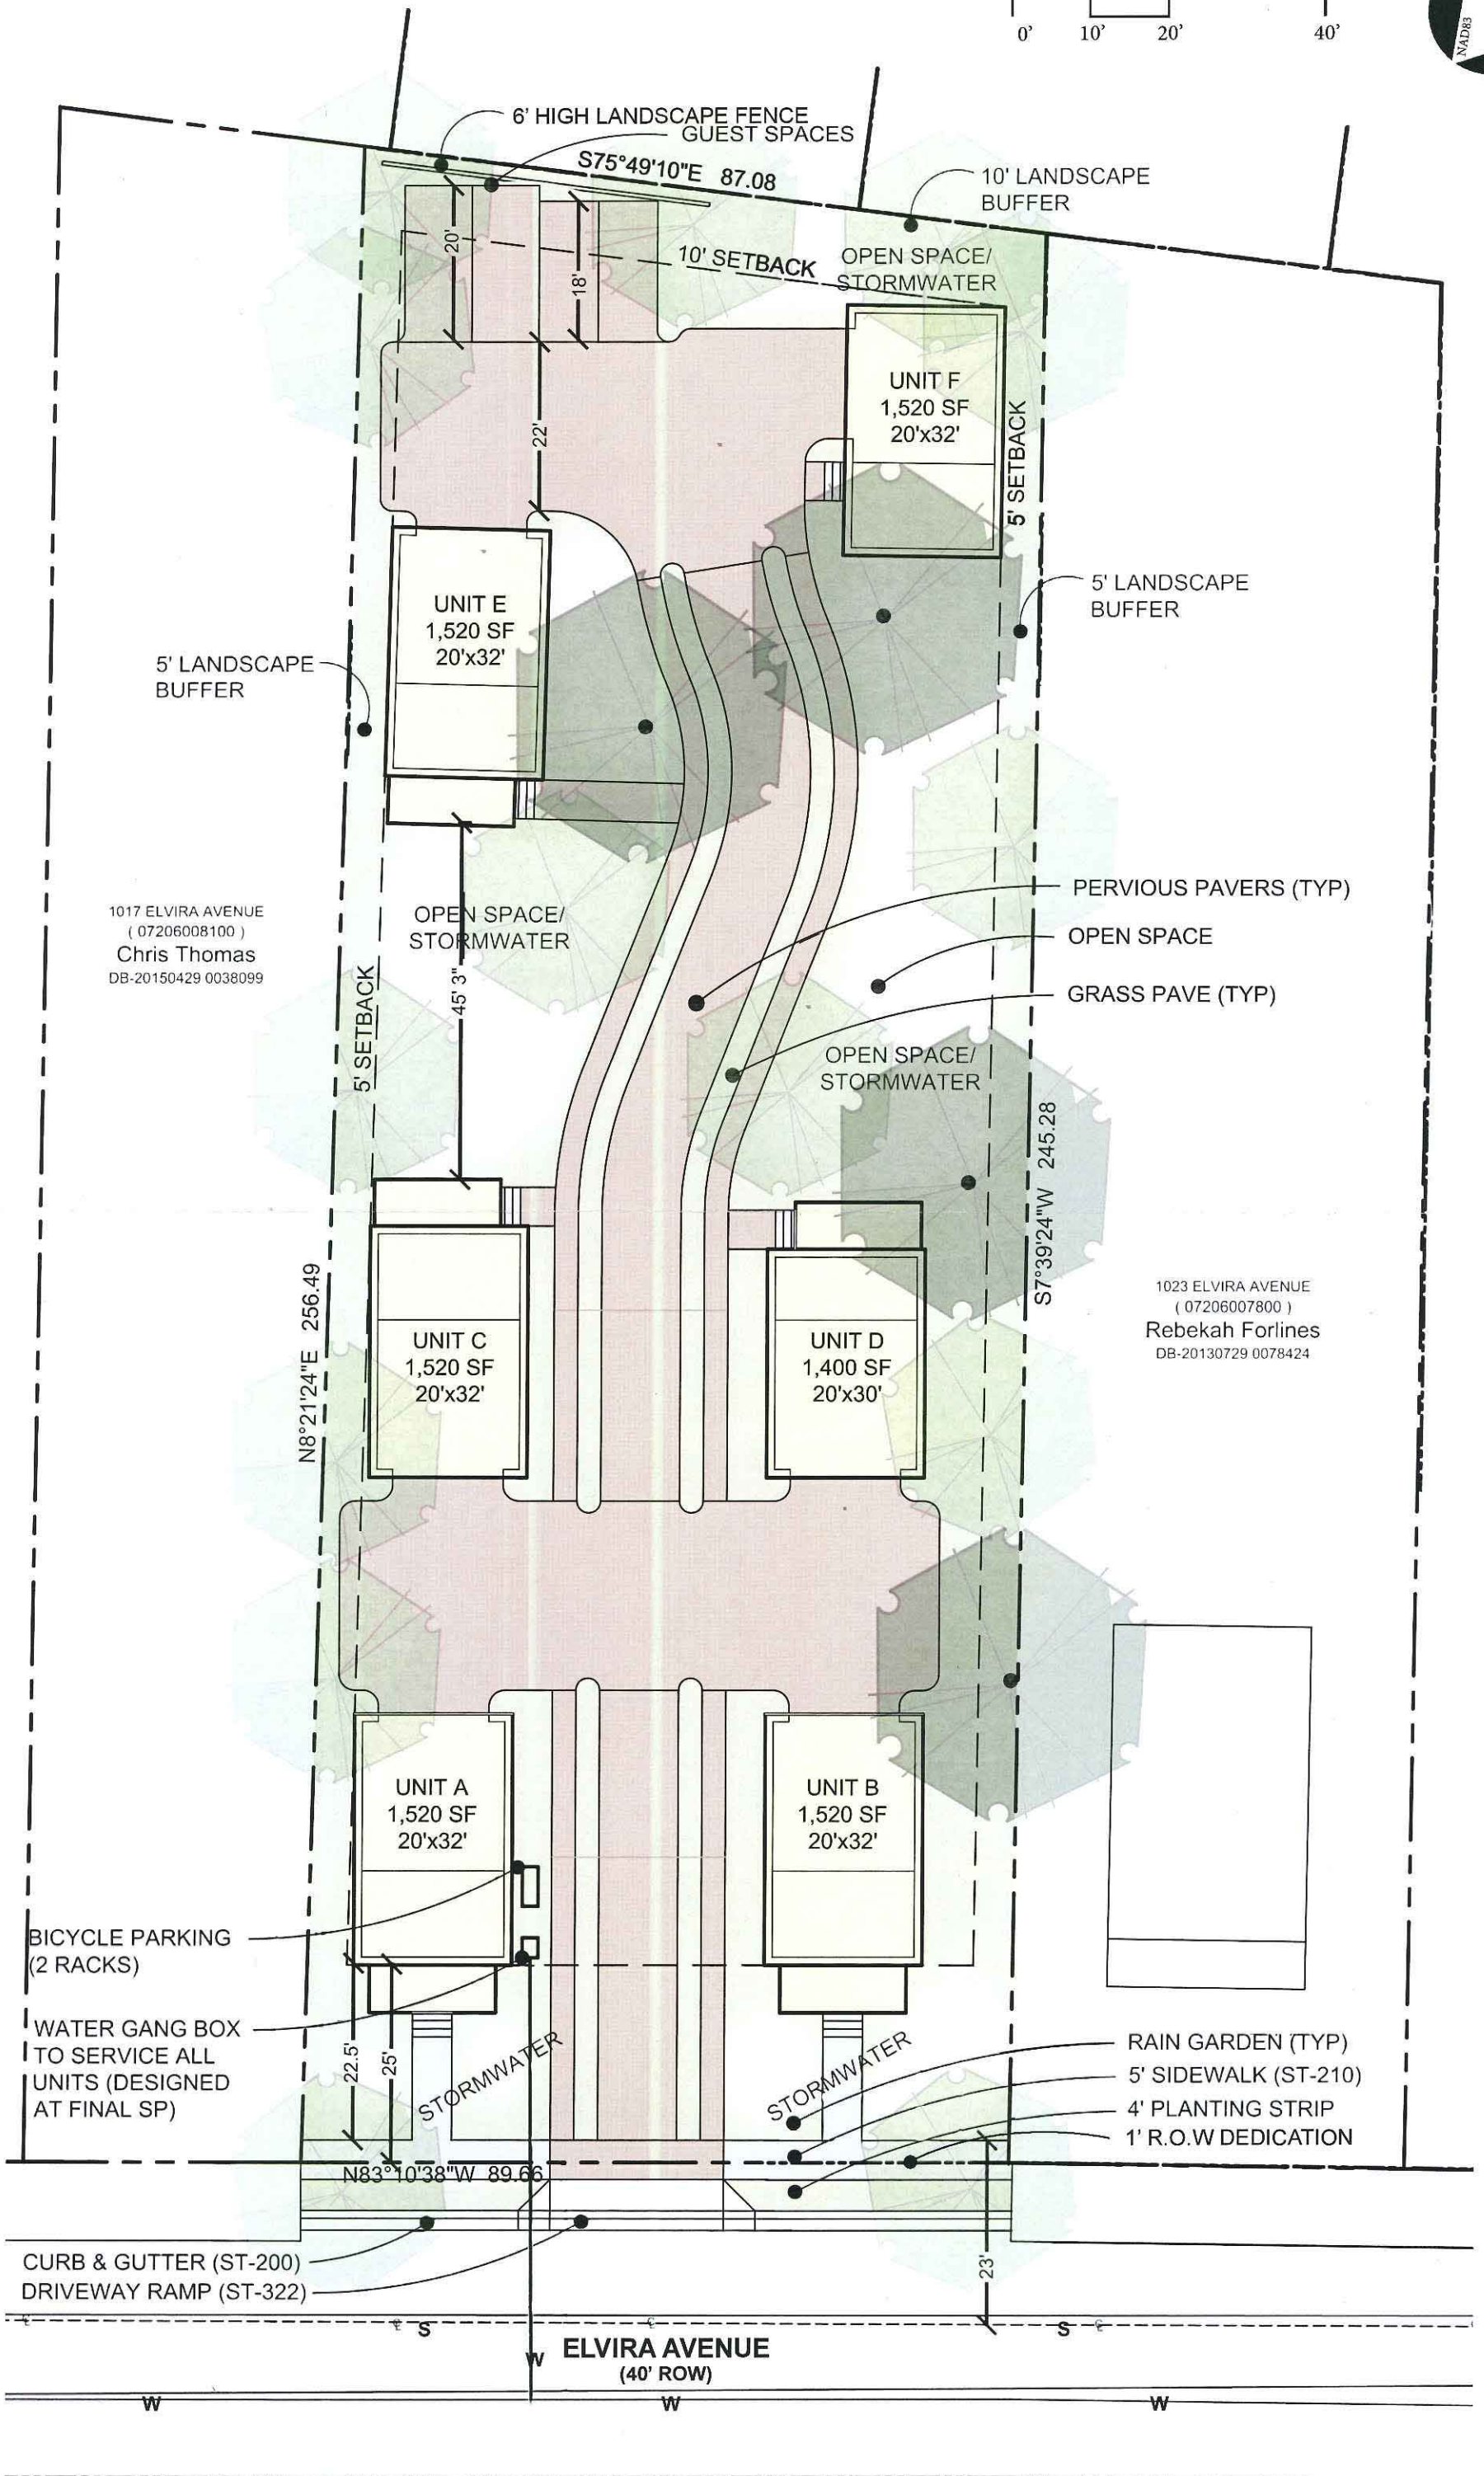 0' 10' 20' 40'
NAD83
6' HIGH LANDSCAPE FENCE
GUEST SPACES
S75°49'10"E 87.08
10' LANDSCAPE
BUFFER
20'
18'
10' SETBACK
OPEN SPACE/
STORMWATER
22'
UNIT F
1,520 SF
20'x32'
5' SETBACK
UNIT E
1,520 SF
20'x32'
5' LANDSCAPE
BUFFER
5' LANDSCAPE
BUFFER
PERVIOUS PAVERS (TYP)
1017 ELVIRA AVENUE
( 07206008100 )
Chris Thomas
DB-20150429 0038099
OPEN SPACE/
STORMWATER
OPEN SPACE
45' 3"
5' SETBACK
GRASS PAVE (TYP)
OPEN SPACE/
STORMWATER
S7°39'24"W 245.28
N8°21'24"E 256.49
1023 ELVIRA AVENUE
( 07206007800 )
Rebekah Forlines
DB-20130729 0078424
UNIT C
1,520 SF
20'x32'
UNIT D
1,400 SF
20'x30'
UNIT A
1,520 SF
20'x32'
UNIT B
1,520 SF
20'x32'
BICYCLE PARKING
(2 RACKS)
WATER GANG BOX
TO SERVICE ALL
UNITS (DESIGNED
AT FINAL SP)
22.5'
25'
STORMWATER
STORMWATER
RAIN GARDEN (TYP)
5' SIDEWALK (ST-210)
4' PLANTING STRIP
1' R.O.W DEDICATION
N83°10'38"W 89.66
CURB & GUTTER (ST-200)
DRIVEWAY RAMP (ST-322)
23'
S S
W ELVIRA AVENUE
(40' ROW)
W W W